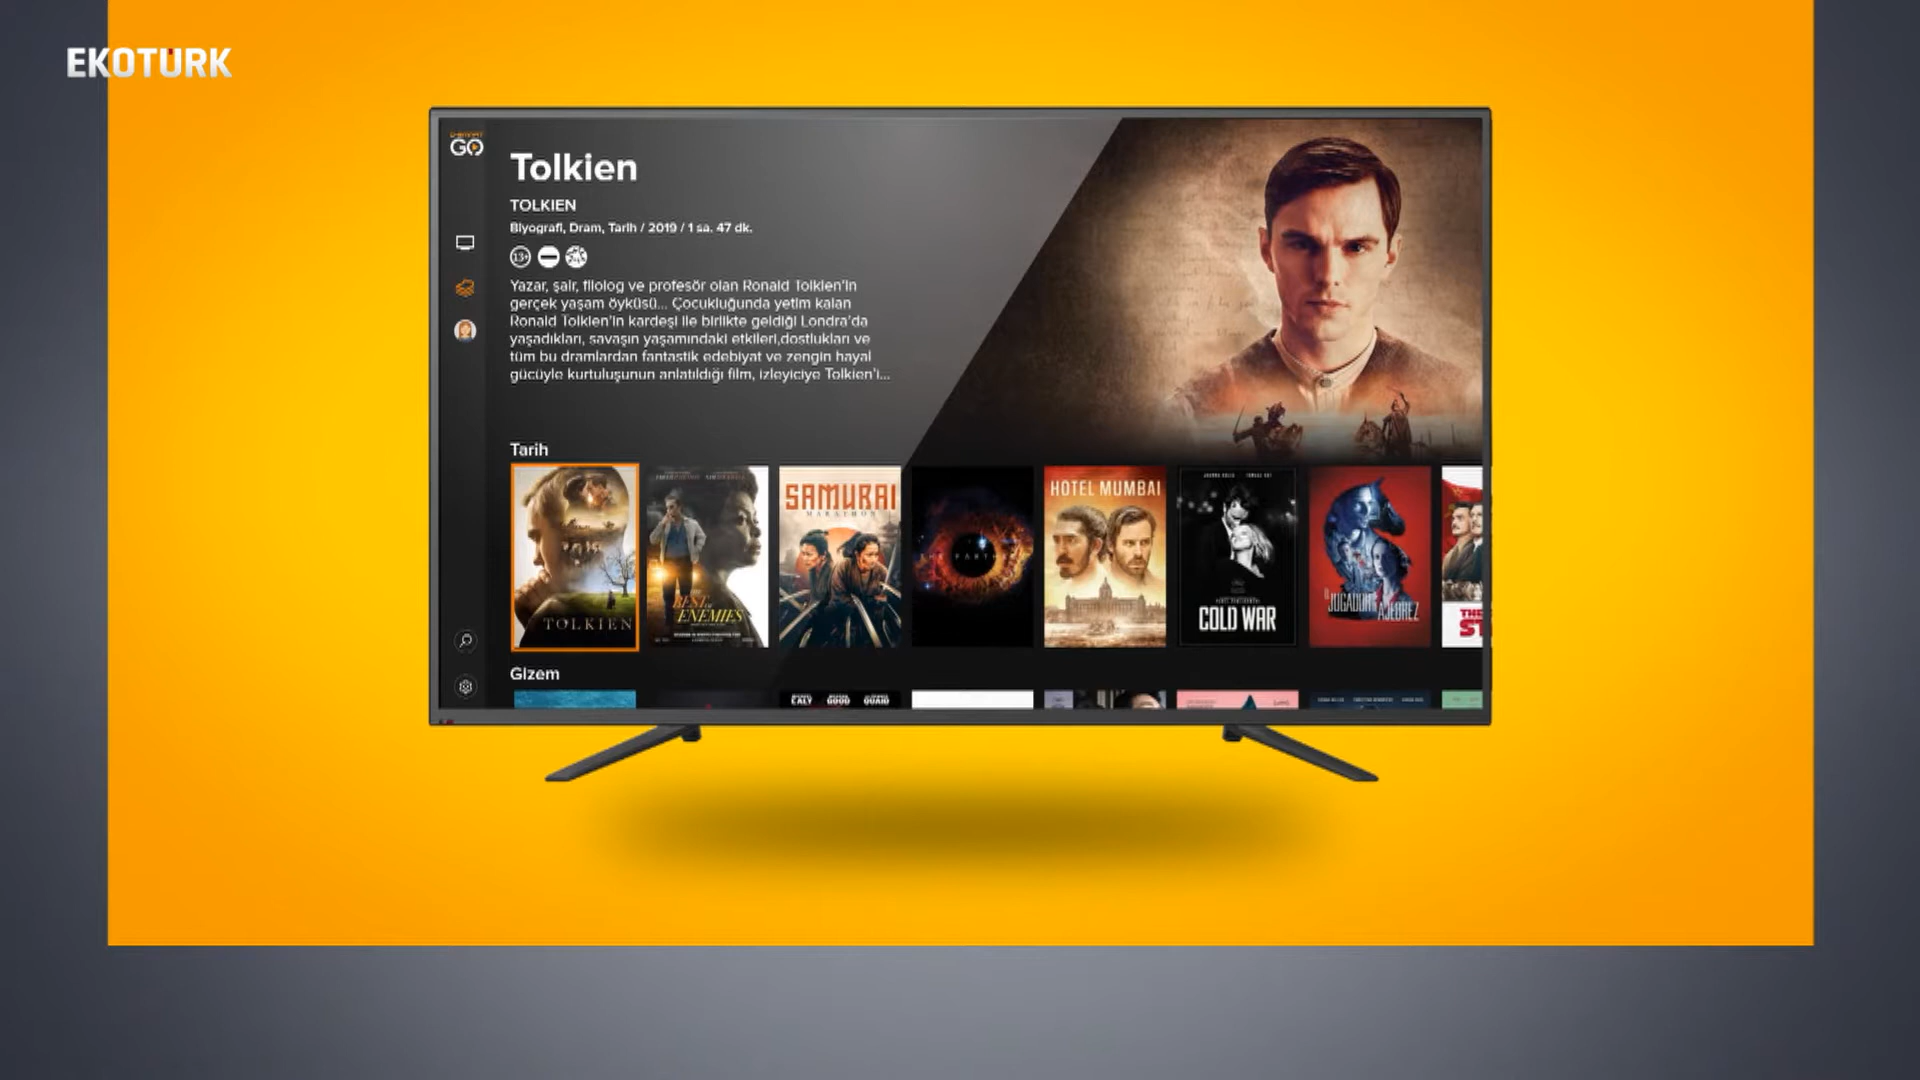 EKOTÜRK
GO
Tolkien
TOLKIEN
Biyografi, Dram, Tarih / 2019 / 1 sa. 47 dk.
13+
Yazar, şair, filolog ve profesör olan Ronald Tolkien'in
gerçek yaşam öyküsü... Çocukluğunda yetim kalan
Ronald Tolkien'in kardeşi ile birlikte geldiği Londra'da
yaşadıkları, savaşın yaşamındaki etkileri,dostlukları ve
tüm bu dramlardan fantastik edebiyat ve zengin hayal
gücüyle kurtuluşunun anlatıldığı film, izleyiciye Tolkien'i...
Tarih
TOLKIEN
BEST of ENEMIES
SAMURAI
MARATHON
HOTEL MUMBAI
COLD WAR
JUGADOR
AJEDREZ
Gizem
GOOD QUAID